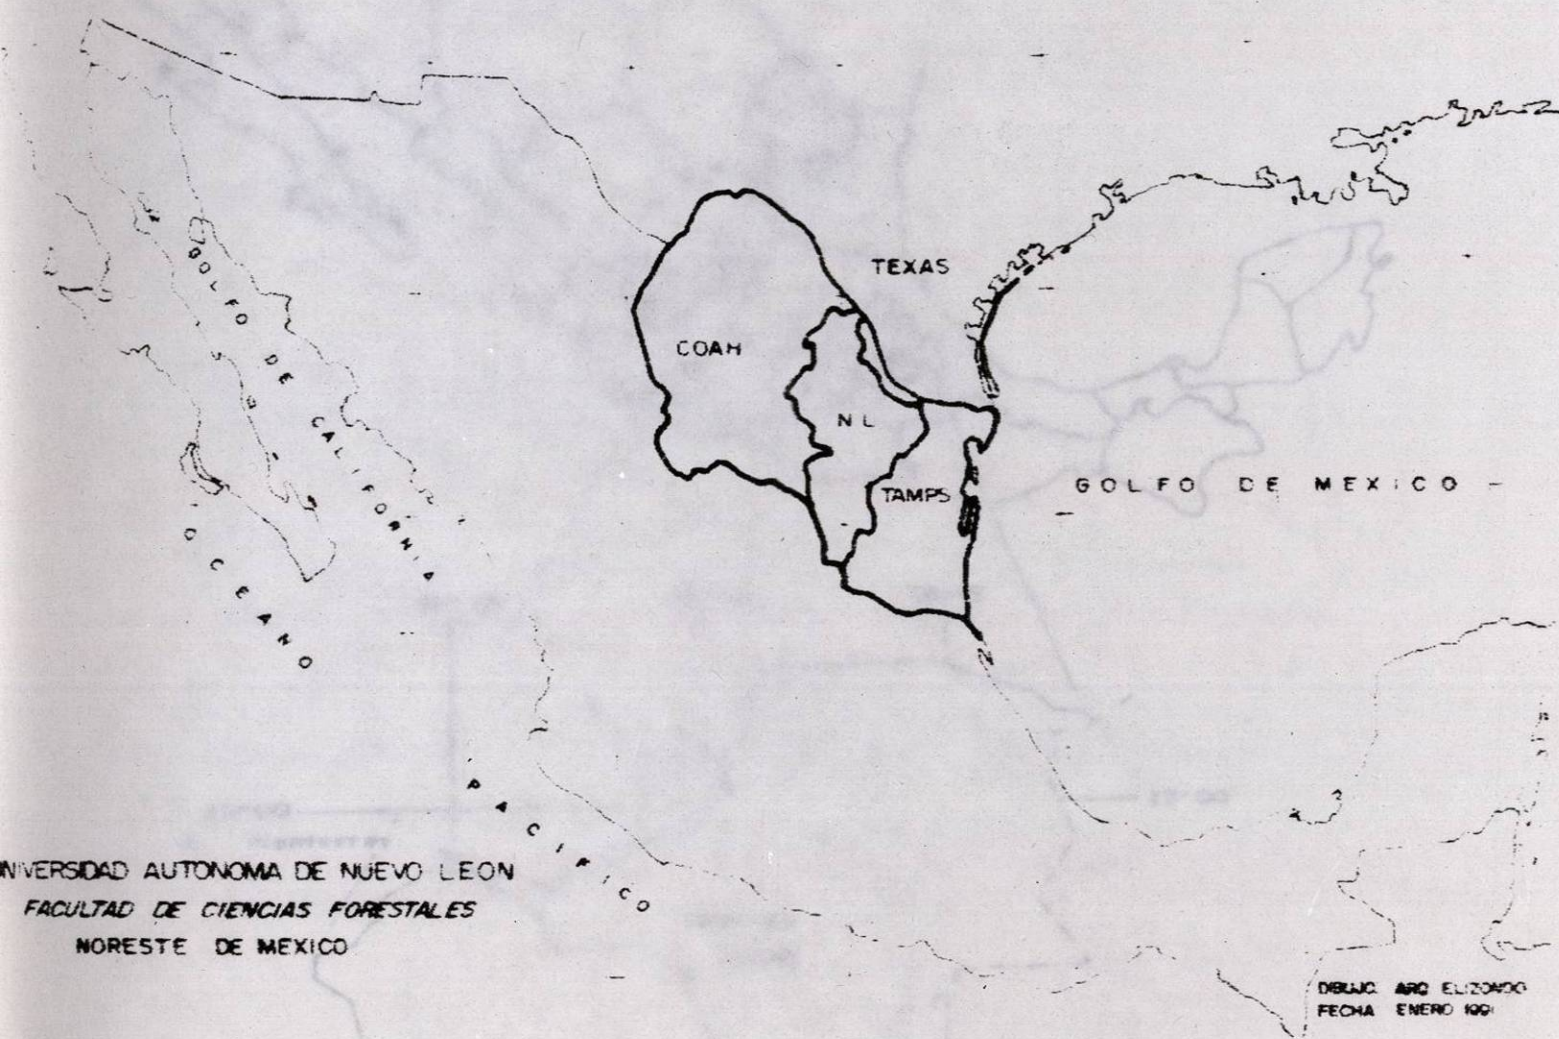 TEXAS
COAH
N L
TAMPS
GOLFO DE CALIFORNIA
GOLFO DE MEXICO
OCEANO
PACIFICO
UNIVERSIDAD AUTONOMA DE NUEVO LEON
FACULTAD DE CIENCIAS FORESTALES
NORESTE DE MEXICO
DIBUJO ARQ ELIZONDO
FECHA ENERO 1991